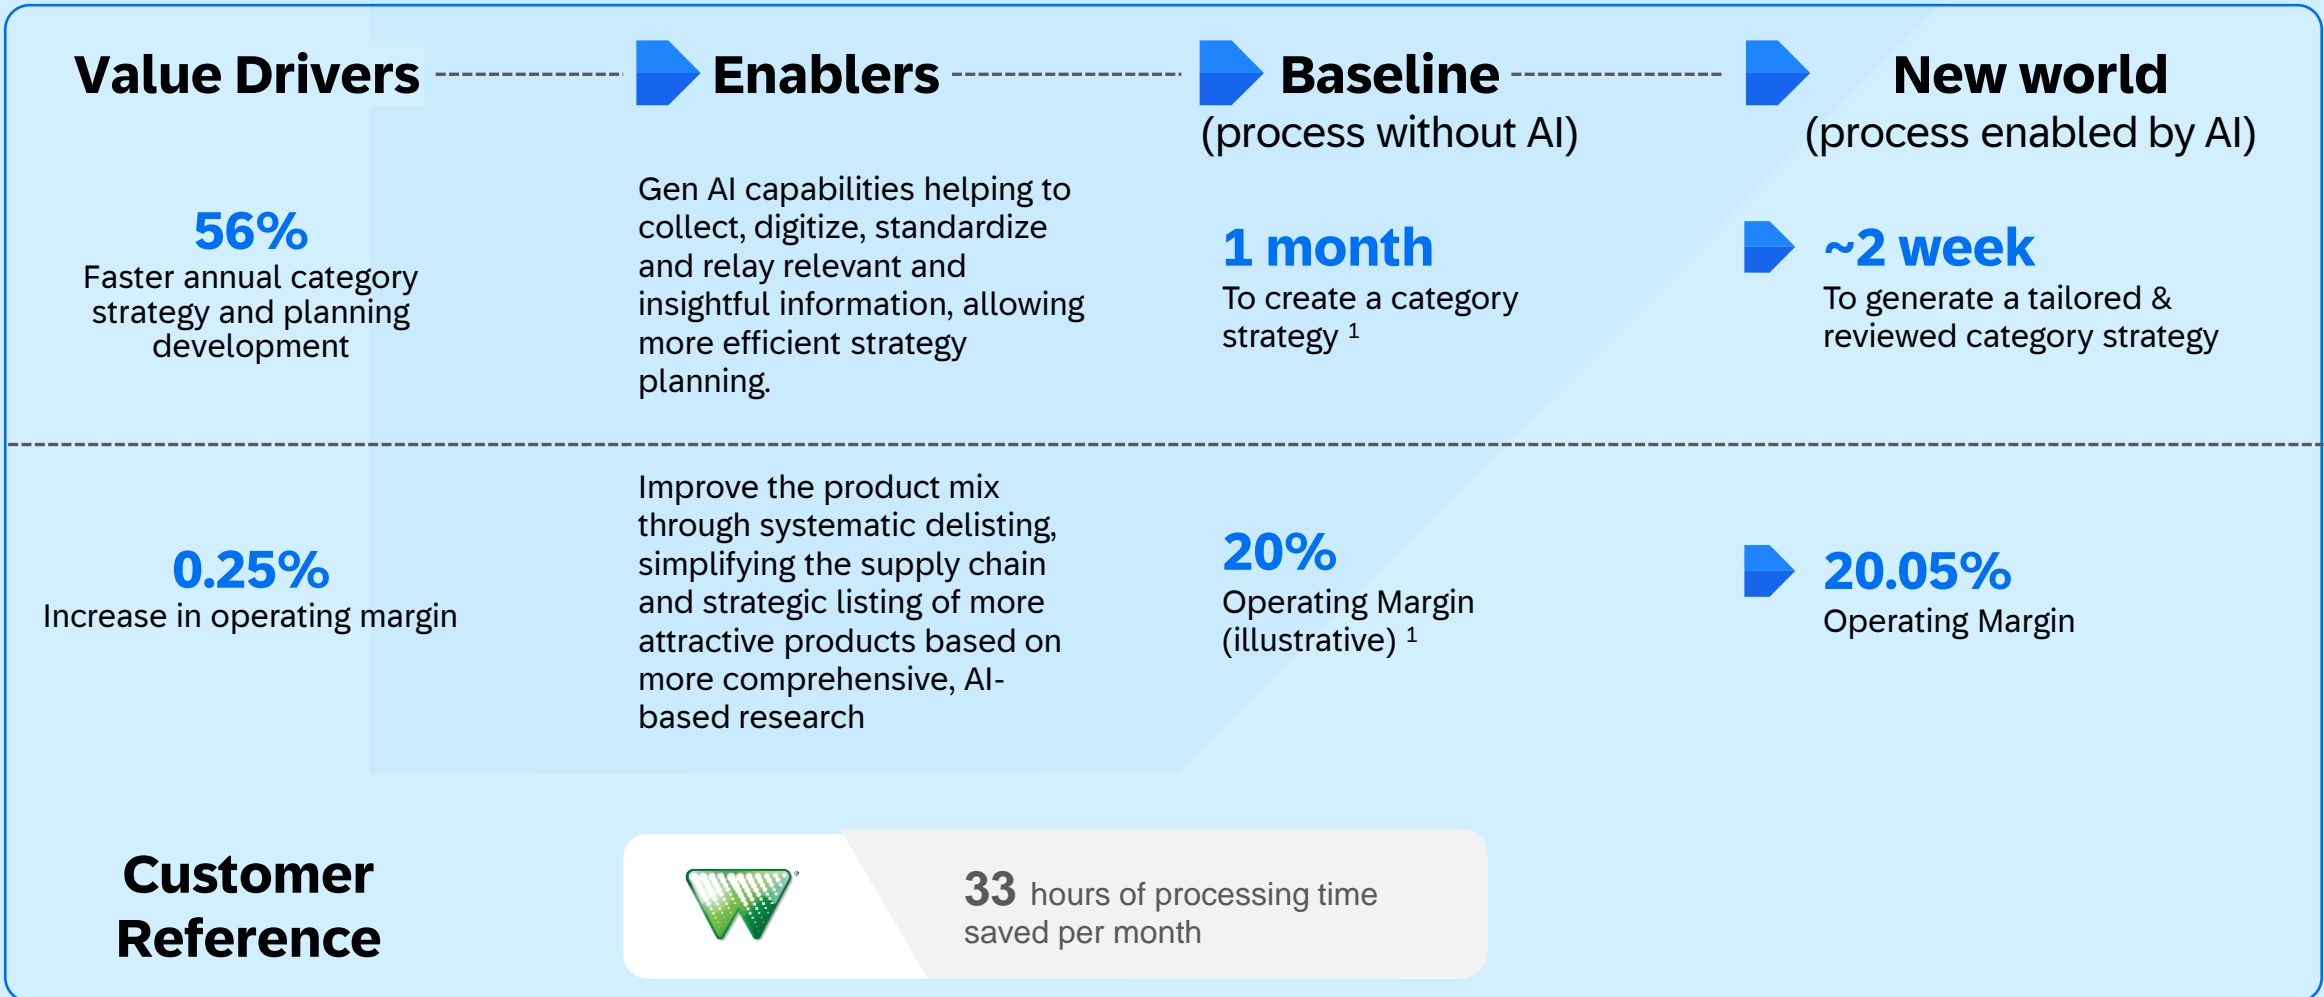 Value Drivers
Enablers
Baseline
(process without AI)
New world
(process enabled by AI)
56%
Faster annual category
strategy and planning
development
Gen AI capabilities helping to
collect, digitize, standardize
and relay relevant and
insightful information, allowing
more efficient strategy
planning.
1 month
To create a category
strategy 1
~2 week
To generate a tailored &
reviewed category strategy
0.25%
Increase in operating margin
Improve the product mix
through systematic delisting,
simplifying the supply chain
and strategic listing of more
attractive products based on
more comprehensive, AI-
based research
20%
Operating Margin
(illustrative) 1
20.05%
Operating Margin
Customer
Reference
W
33 hours of processing time
saved per month